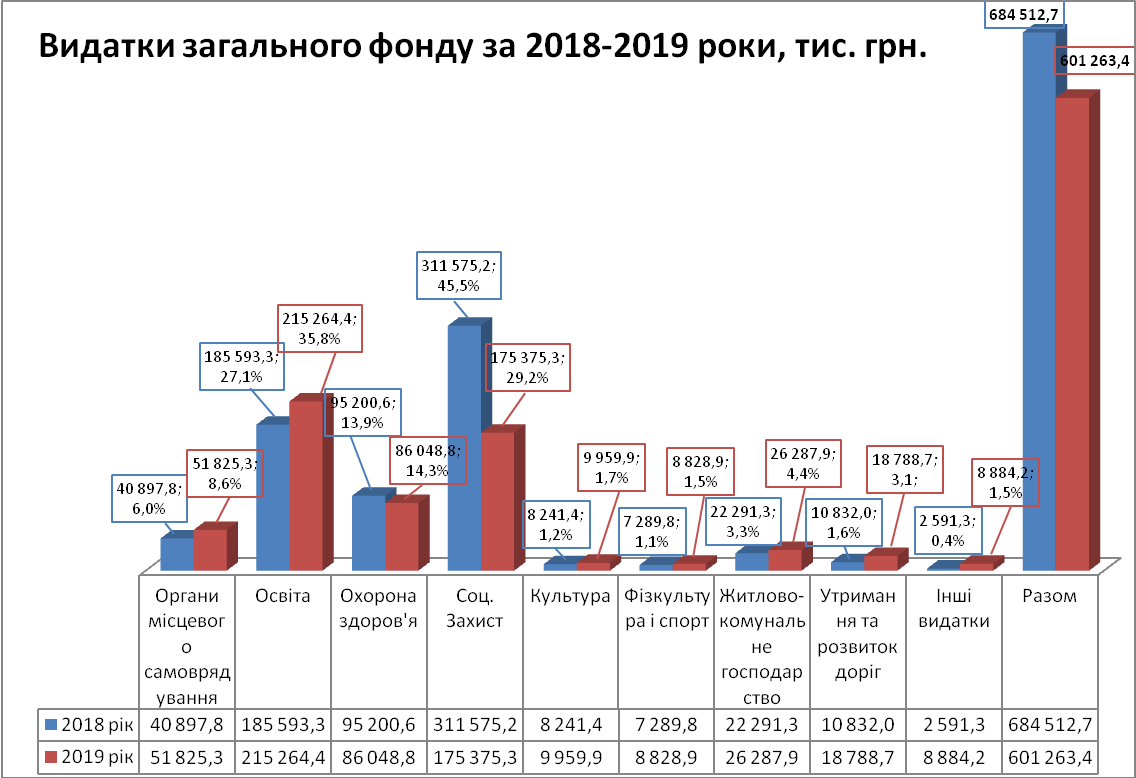 Видатки загального фонду за 2018-2019 роки, тис. грн.
684 512,7
601 263,4
311 575,2;
45,5%
215 264,4;
35,8%
185 593,3;
27,1%
175 375,3;
29,2%
95 200,6;
13,9%
86 048,8;
14,3%
51 825,3;
8,6%
40 897,8;
6,0%
8 241,4;
1,2%
9 959,9;
1,7%
7 289,8;
1,1%
8 828,9;
1,5%
22 291,3;
3,3%
26 287,9;
4,4%
10 832,0;
1,6%
18 788,7;
3,1;
2 591,3;
0,4%
8 884,2;
1,5%
Органи
місцевог
о
самовряд
ування
Освіта
Охорона
здоров'я
Соц.
Захист
Культура
Фізкульту
ра і спорт
Житлово-
комуналь
не
господар
ство
Утриман
ня та
розвиток
доріг
Інші
видатки
Разом
2018 рік 40 897,8 185 593,3 95 200,6 311 575,2 8 241,4 7 289,8 22 291,3 10 832,0 2 591,3 684 512,7
2019 рік 51 825,3 215 264,4 86 048,8 175 375,3 9 959,9 8 828,9 26 287,9 18 788,7 8 884,2 601 263,4